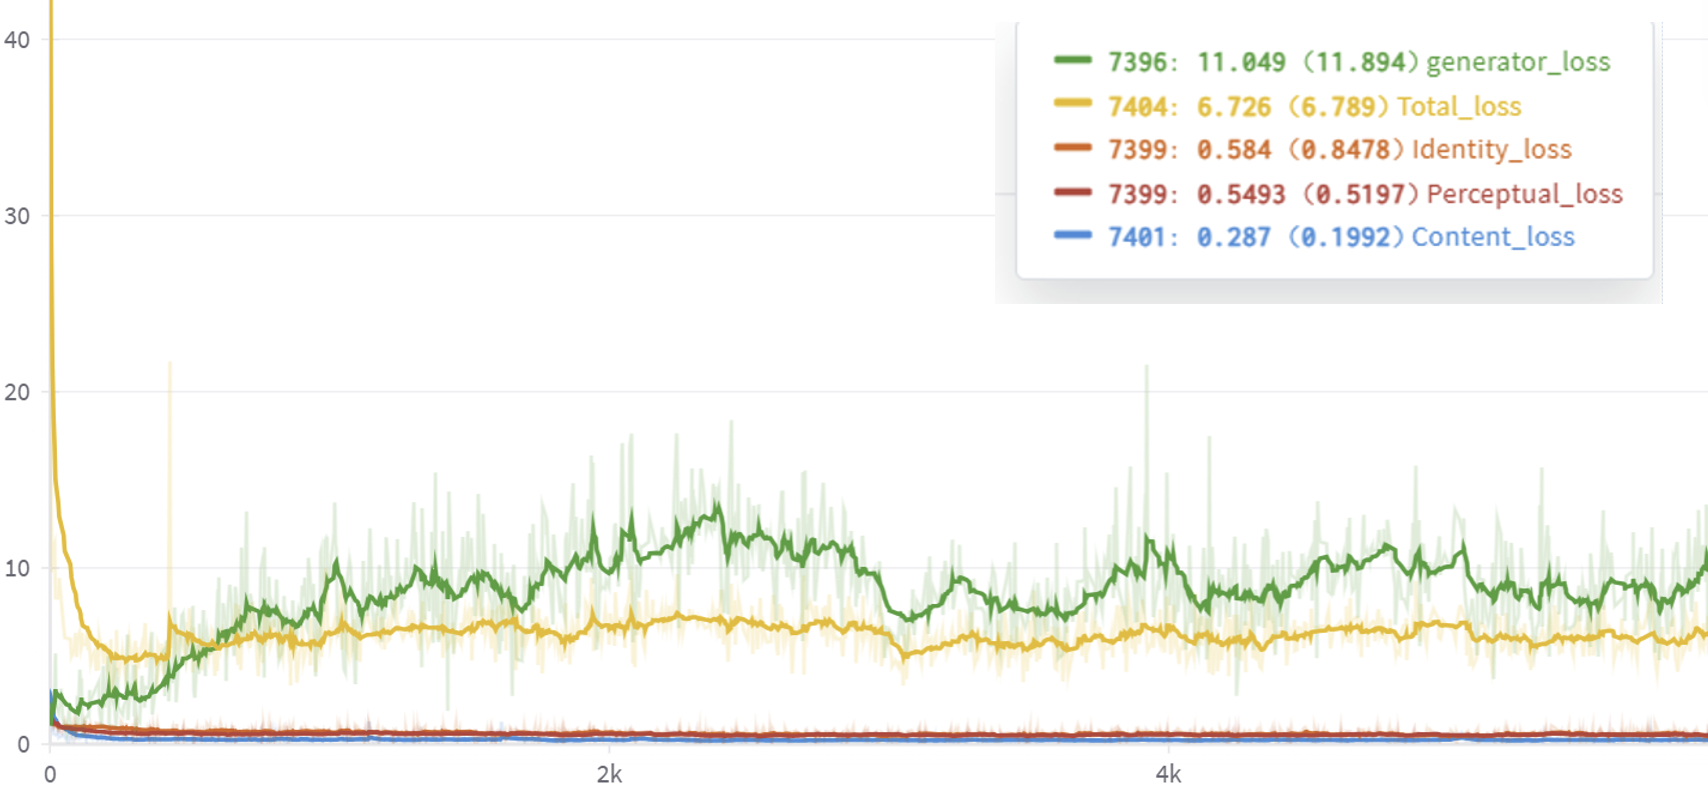 40
30
20
10
0
0
2k
4k
7396: 11.049 (11.894) generator_loss
7404: 6.726 (6.789) Total_loss
7399: 0.584 (0.8478) Identity_loss
7399: 0.5493 (0.5197) Perceptual_loss
7401: 0.287 (0.1992) Content_loss